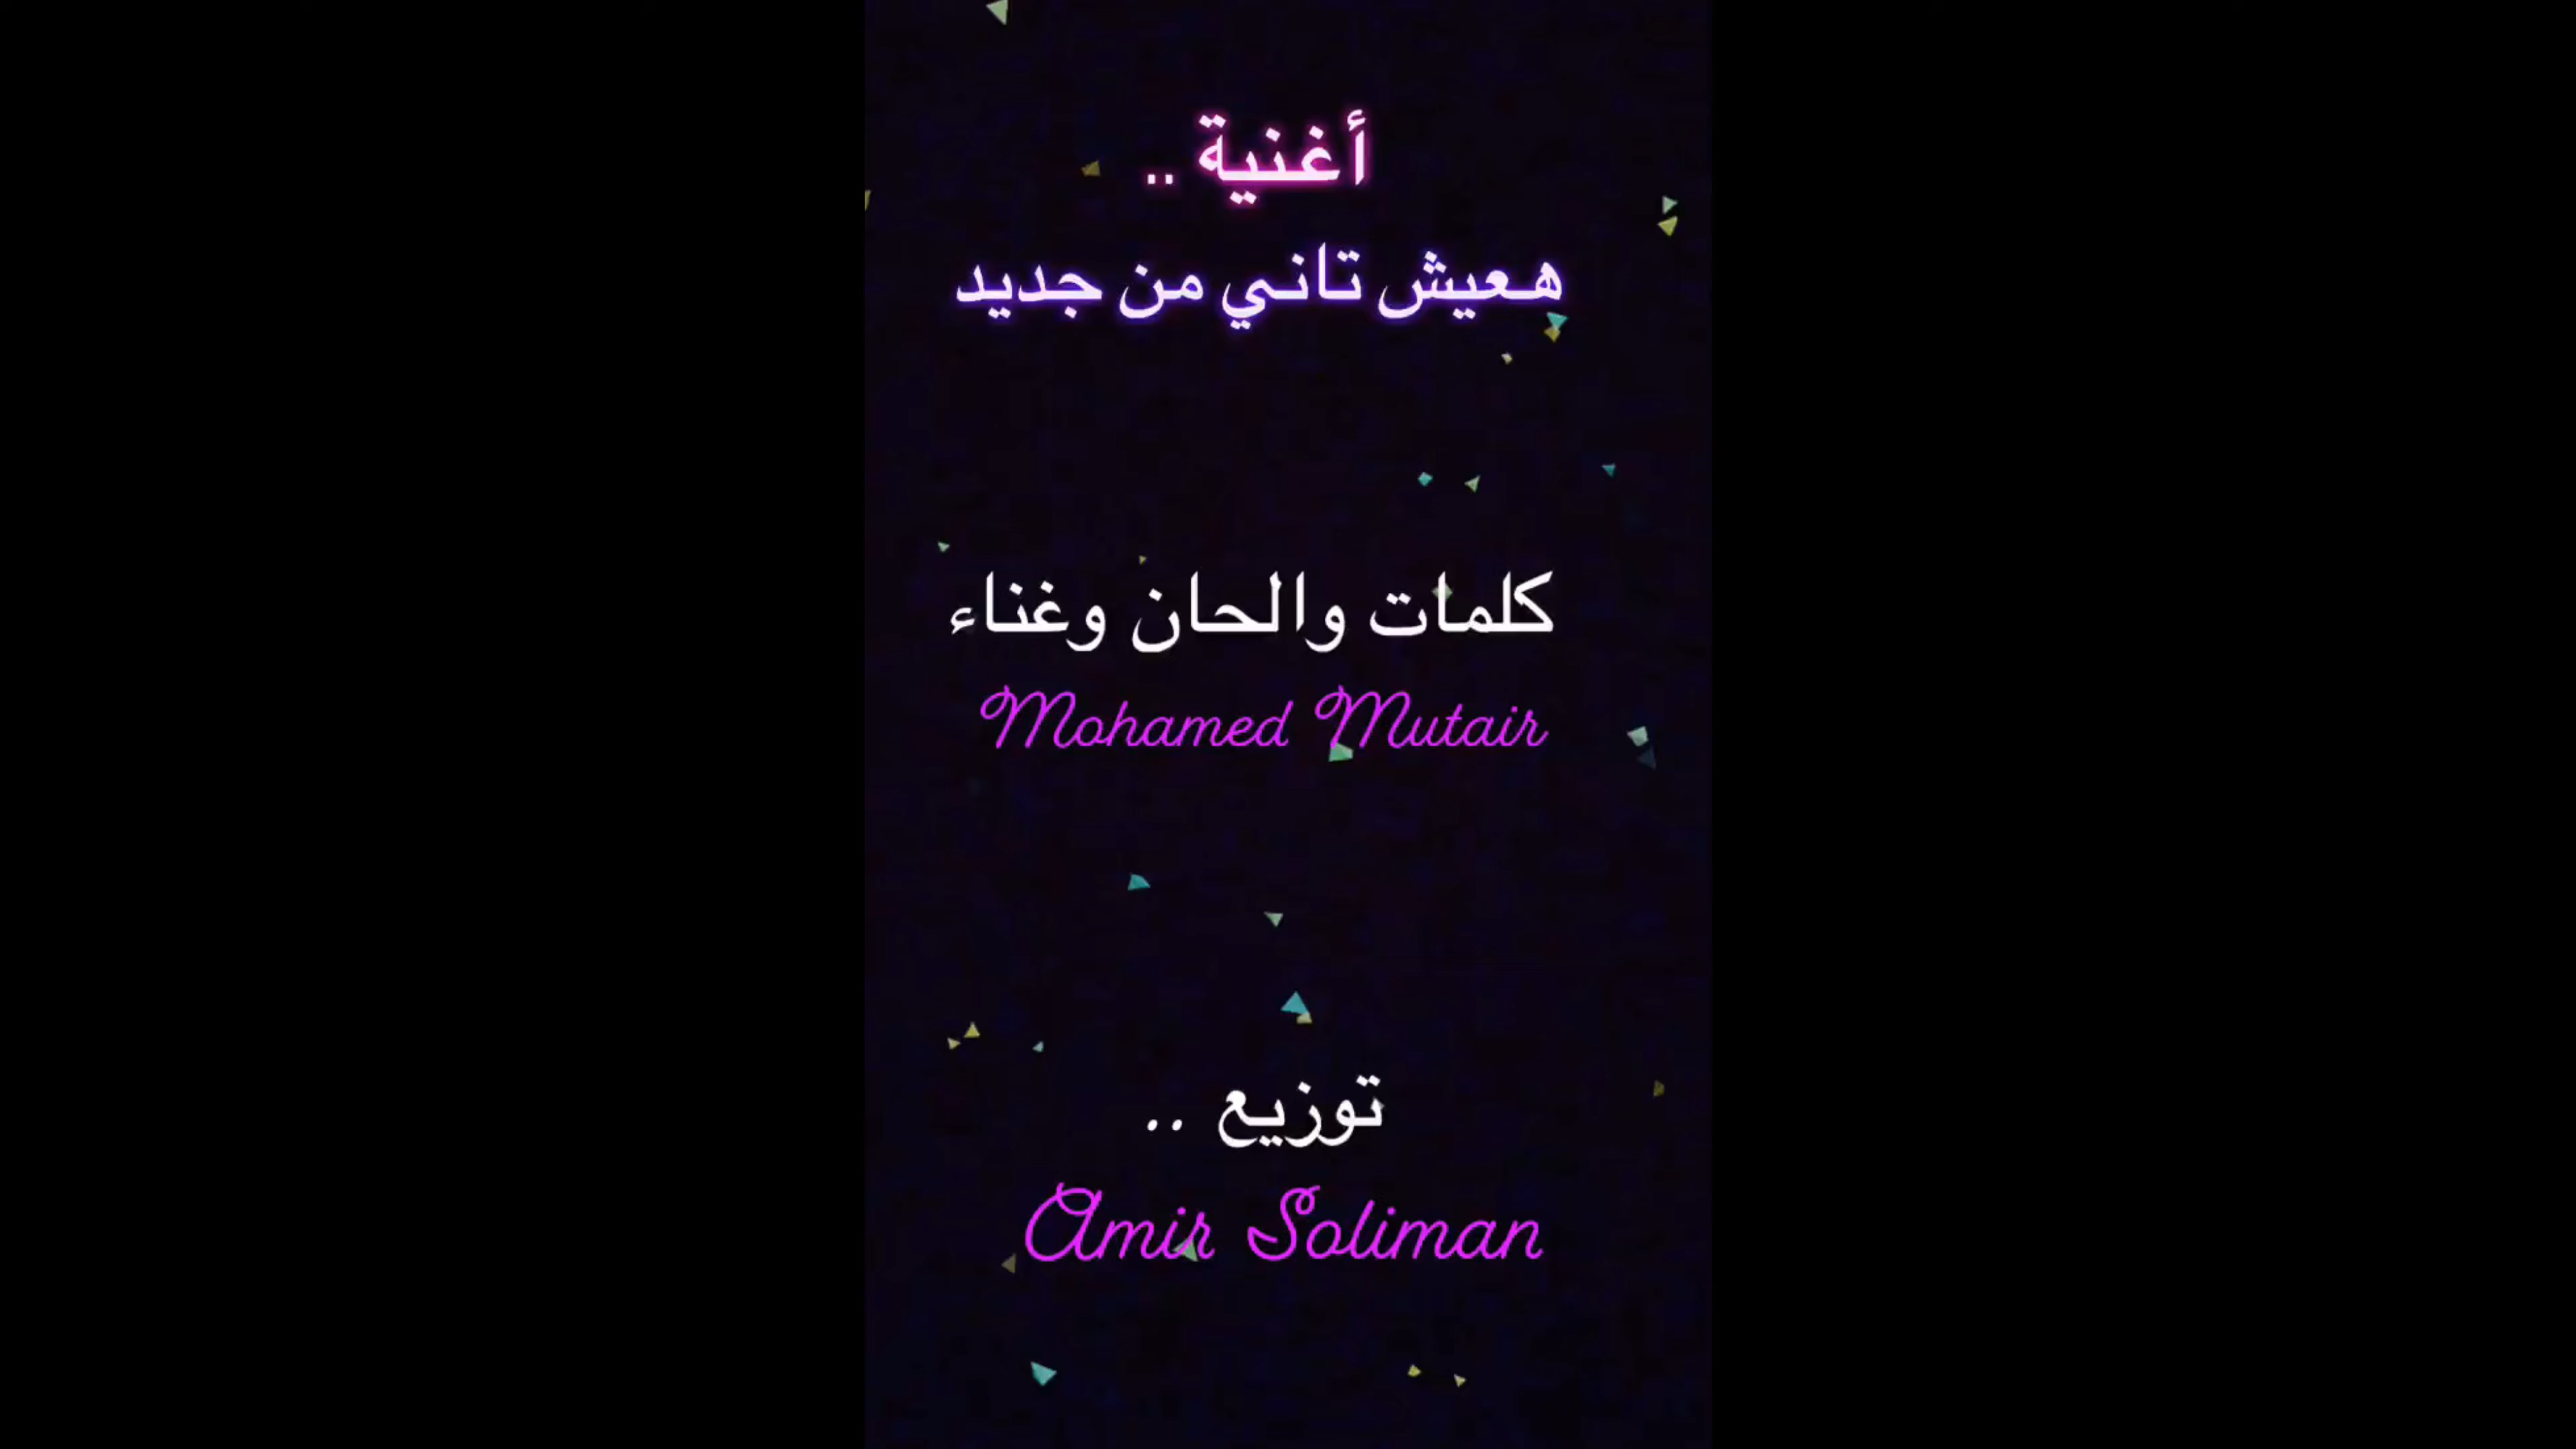 أغنية ..
هعيش تاني من جديد
كلمات والحان وغناء
Mohamed Mutair
توزيع ..
Amir Soliman